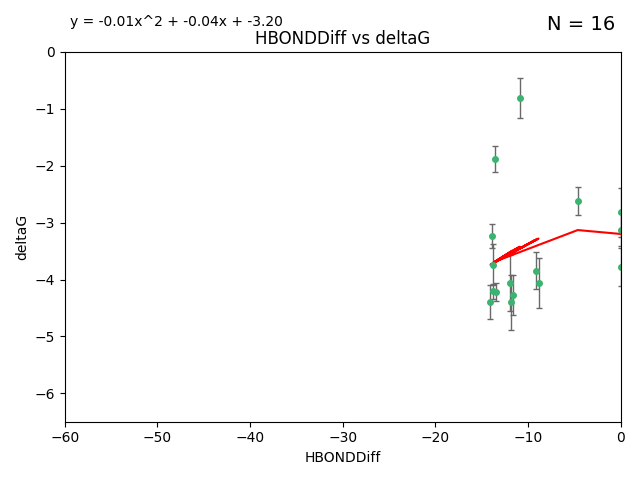 y = -0.01x^2 + -0.04x + -3.20
N = 16
HBONDDiff vs deltaG
0
−1
−2
−3
−4
−5
−6
deltaG
−60
−50
−40
−30
−20
−10
0
HBONDDiff